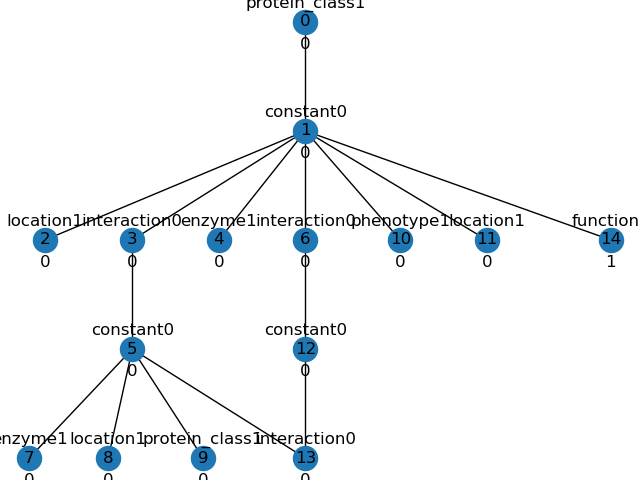 protein_class1
0
0
constant0
1
0
location1 interaction0 enzyme1 interaction0 phenotype1 location1 function
2 3 4 6 10 11 14
0 0 0 0 0 0 1
constant0 constant0
5 12
0 0
enzyme1 location1 protein_class1 interaction0
7 8 9 13
0 0 0 0